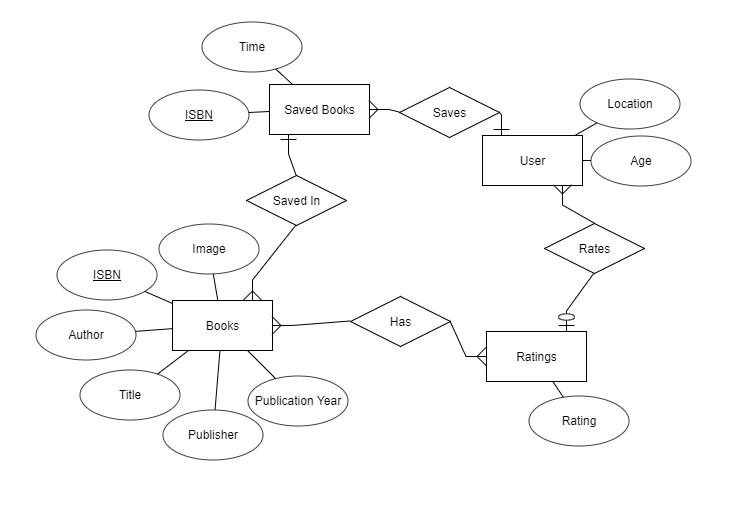 Time
ISBN
Saved Books
Saves
Location
User
Age
Saved In
Image
Rates
ISBN
Author
Books
Has
Ratings
Title
Publication Year
Publisher
Rating